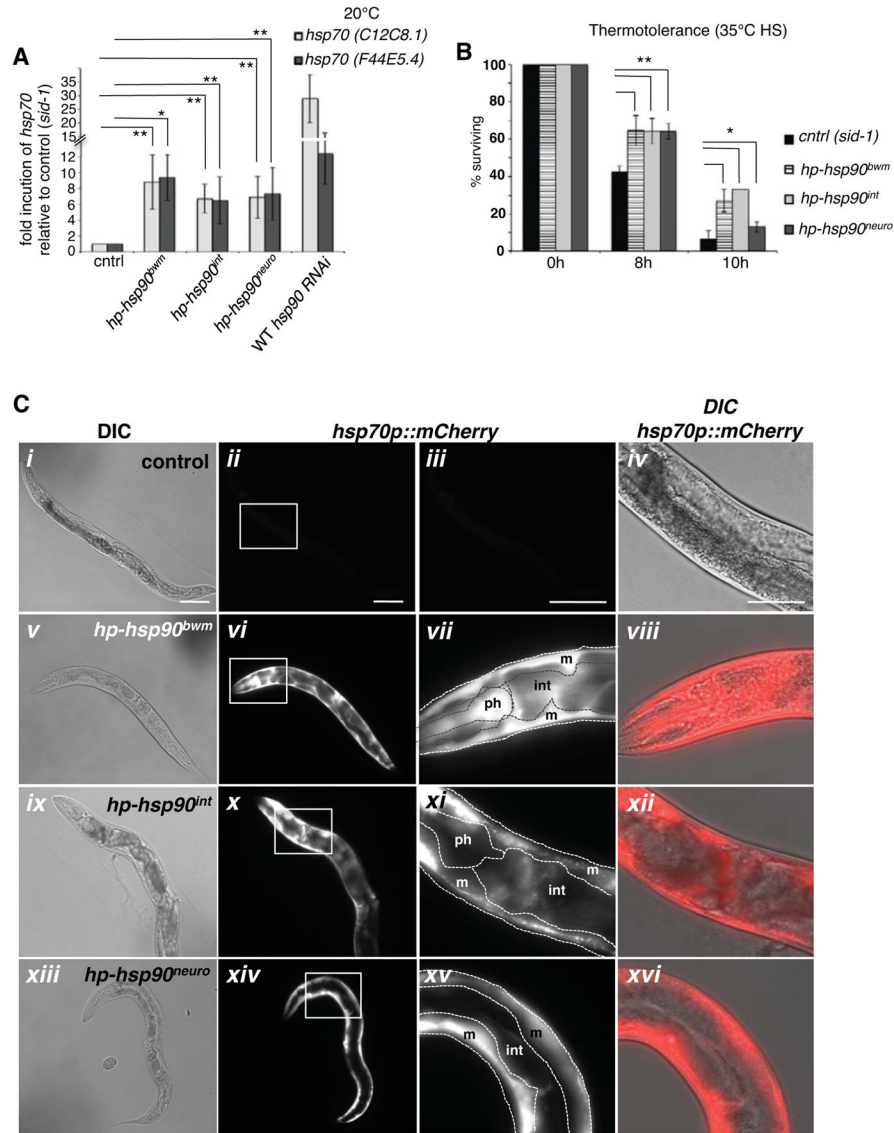 A
20°C
hsp70 (C12C8.1)
hsp70 (F44E5.4)
fold incution of hsp70
relative to control (sid-1)
35
30
25
20
15
12
10
8
6
4
2
1
** * ** ** ** **
cntrl
hp-hsp90bwm
hp-hsp90int
hp-hsp90neuro
WT hsp90 RNAi
B
Thermotolerance (35°C HS)
% surviving
100
80
60
40
20
0
**
*
0h 8h 10h
cntrl (sid-1)
hp-hsp90bwm
hp-hsp90int
hp-hsp90neuro
C
DIC
hsp70p::mCherry
DIC
hsp70p::mCherry
i control ii iii iv
v hp-hsp90bwm vi vii viii
m
int
ph
m
ix hp-hsp90int x xi xii
ph
m
m
int
xiii hp-hsp90neuro xiv xv xvi
m
m
int